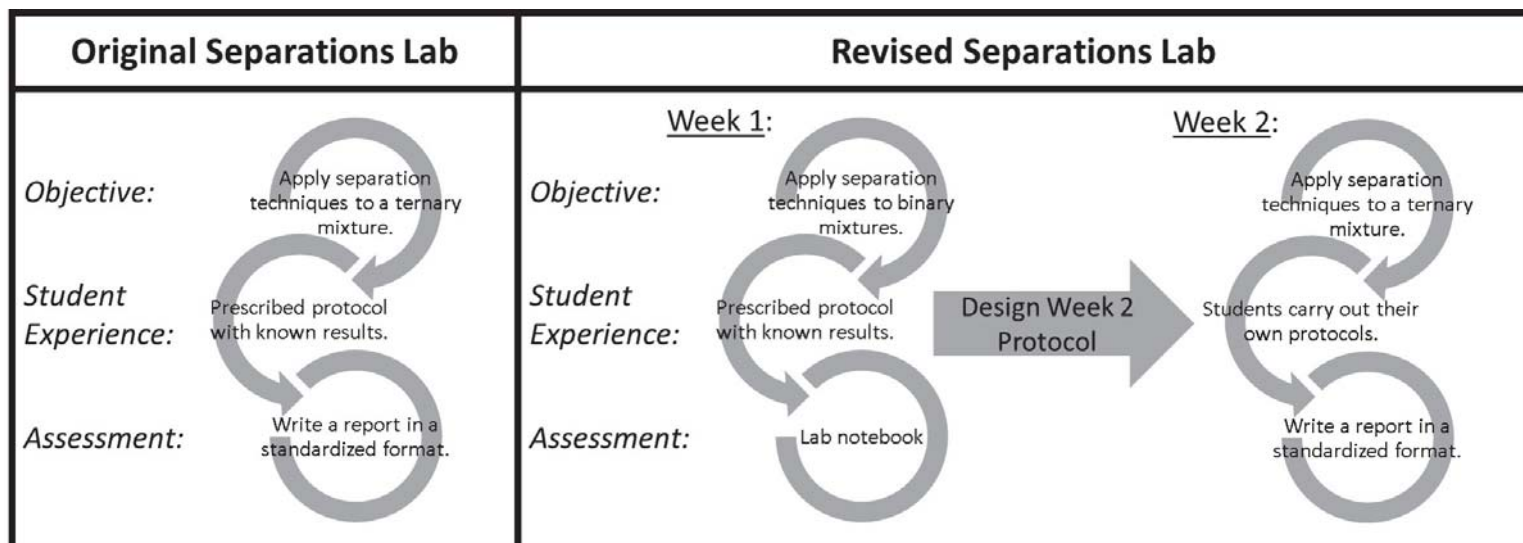 Original Separations Lab
Objective:
Apply separation
techniques to a ternary
mixture.
Student
Experience:
Prescribed protocol
with known results.
Assessment:
Write a report in a
standardized format.
Revised Separations Lab
Week 1:
Objective:
Apply separation
techniques to binary
mixtures.
Student
Experience:
Prescribed protocol
with known results.
Assessment:
Lab notebook
Design Week 2
Protocol
Week 2:
Apply separation
techniques to a ternary
mixture.
Students carry out their
own protocols.
Write a report in a
standardized format.